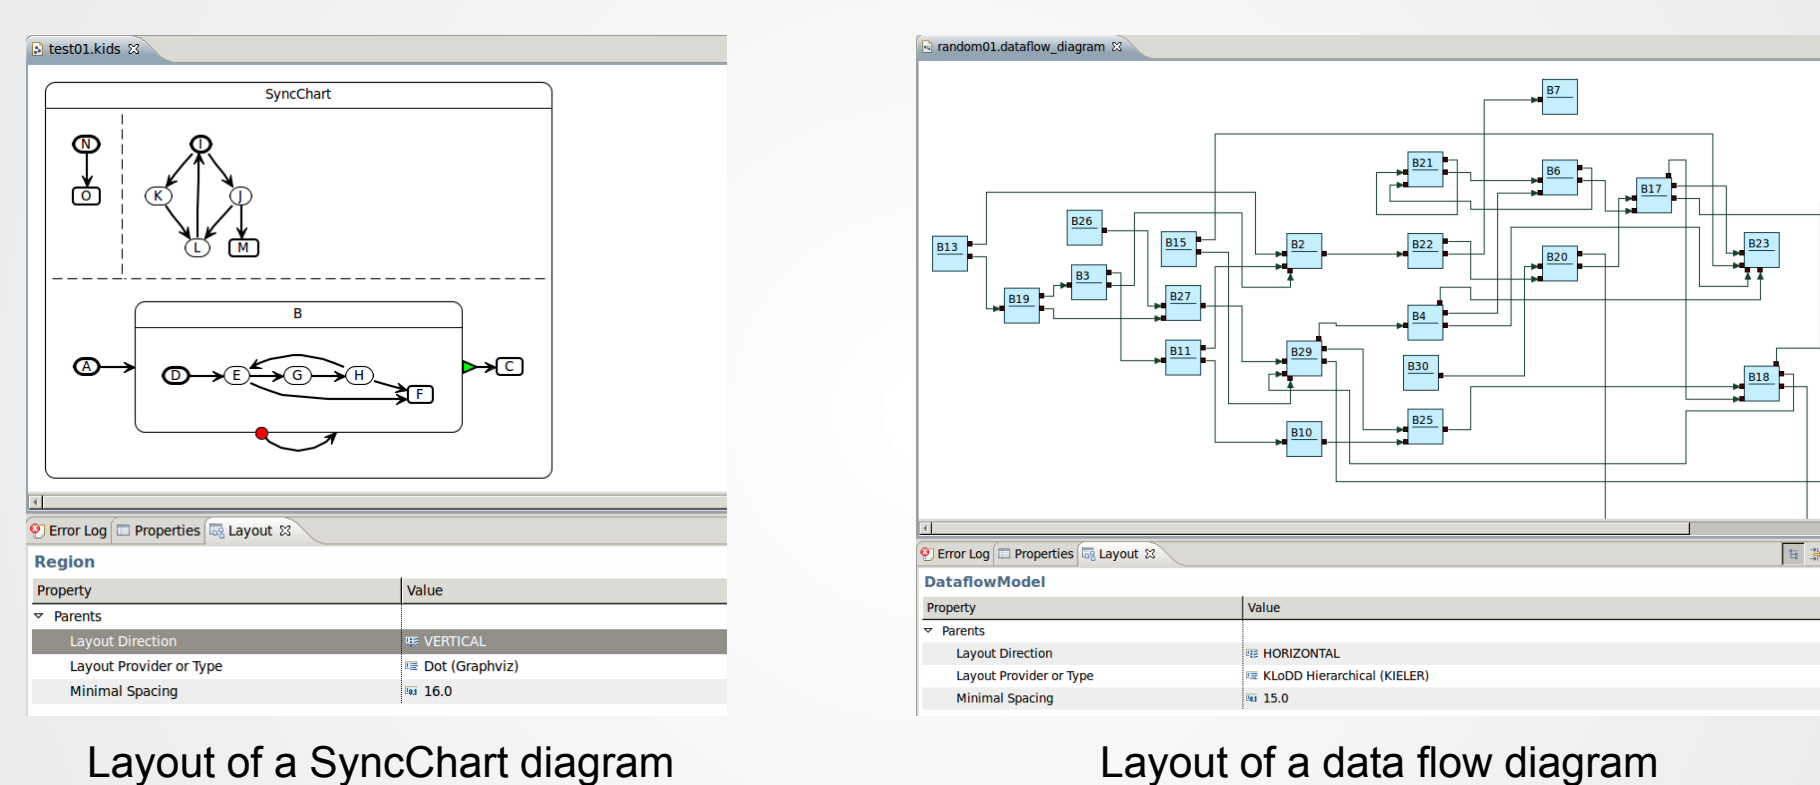 test01.kids
SyncChart
N
I
O
K
J
L
M
B
A
D
E
G
H
F
C
Error Log Properties Layout
Region
Property Value
Parents
Layout Direction VERTICAL
Layout Provider or Type Dot (Graphviz)
Minimal Spacing 16.0
Layout of a SyncChart diagram
random01.dataflow_diagram
B7
B21
B6
B17
B26
B13
B15
B2
B22
B23
B20
B3
B19
B27
B4
B11
B29
B30
B18
B25
B10
Error Log Properties Layout
DataflowModel
Property Value
Parents
Layout Direction HORIZONTAL
Layout Provider or Type KLoDD Hierarchical (KIELER)
Minimal Spacing 15.0
Layout of a data flow diagram